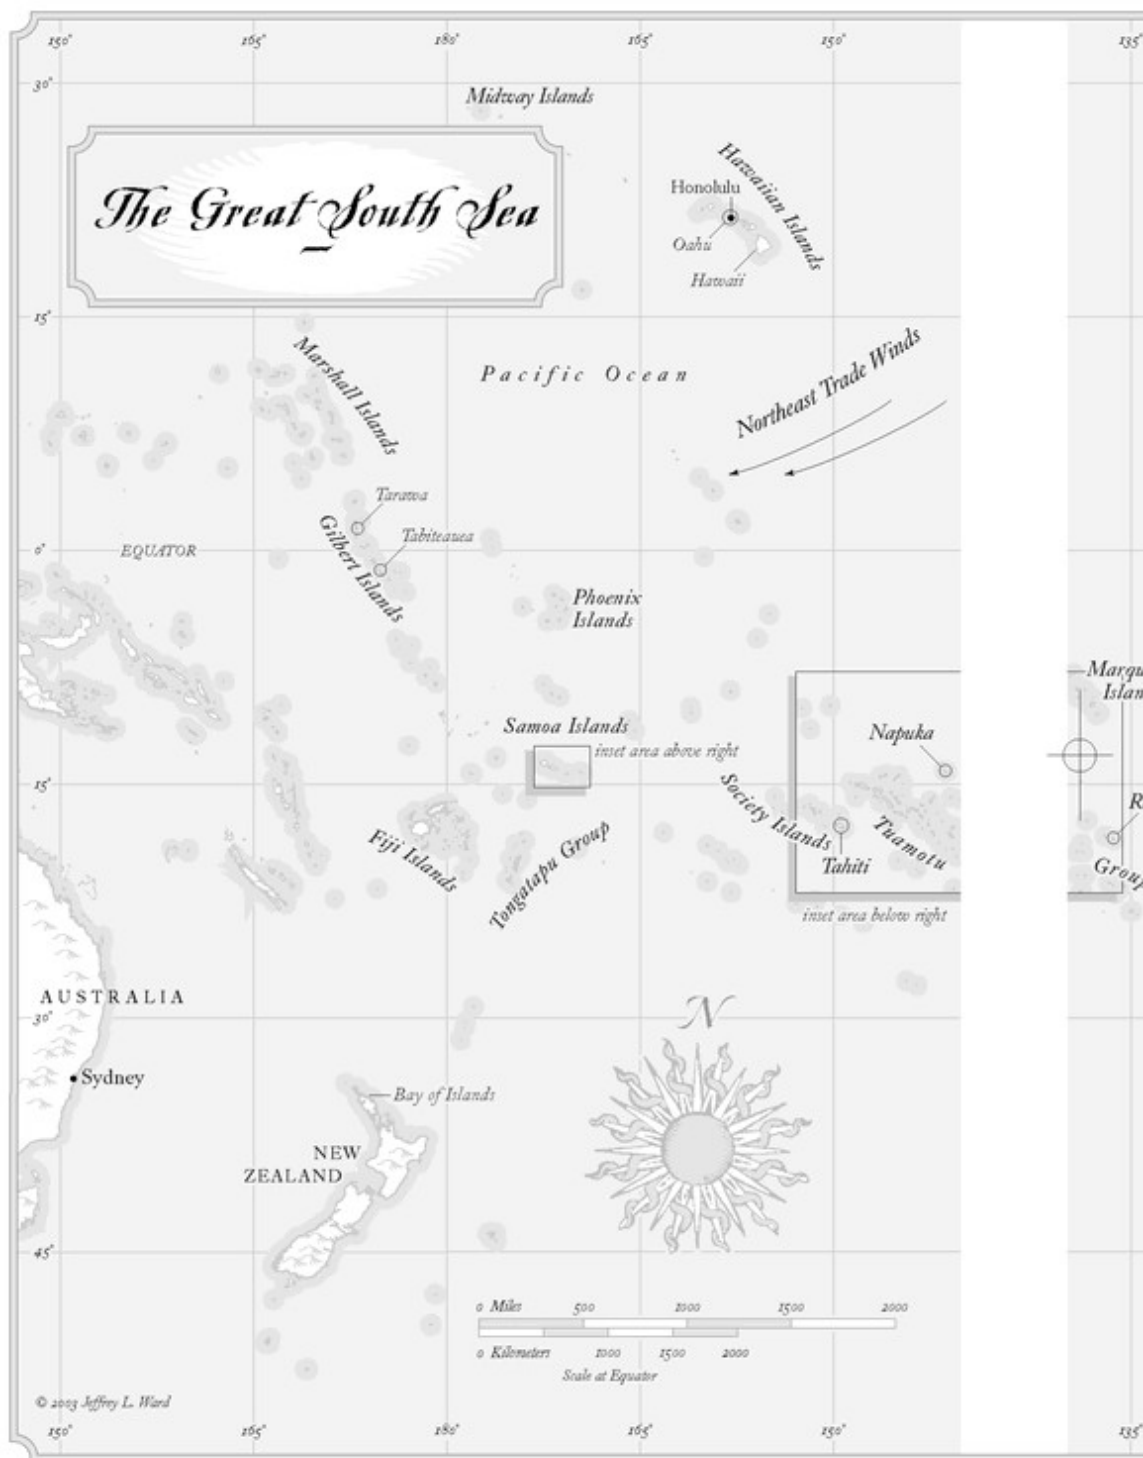 150° 165° 180° 165° 150° 135°
30°
Midway Islands
The Great South Sea
Hawaiian Islands
Honolulu
Oahu
Hawaii
15°
Marshall Islands
Pacific Ocean
Northeast Trade Winds
Tarawa
Gilbert Islands
Tabiteauea
0°
EQUATOR
Phoenix
Islands
Marqu
Islan
Samoa Islands
inset area above right
Napuka
15°
Society Islands
Tuamotu
R
Fiji Islands
Tongatapu Group
Tahiti
Group
inset area below right
AUSTRALIA
30°
N
Sydney
Bay of Islands
NEW
ZEALAND
45°
0 Miles 500 1000 1500 2000
0 Kilometers 1000 1500 2000
Scale at Equator
© 2003 Jeffrey L. Ward
150° 165° 180° 165° 150° 135°